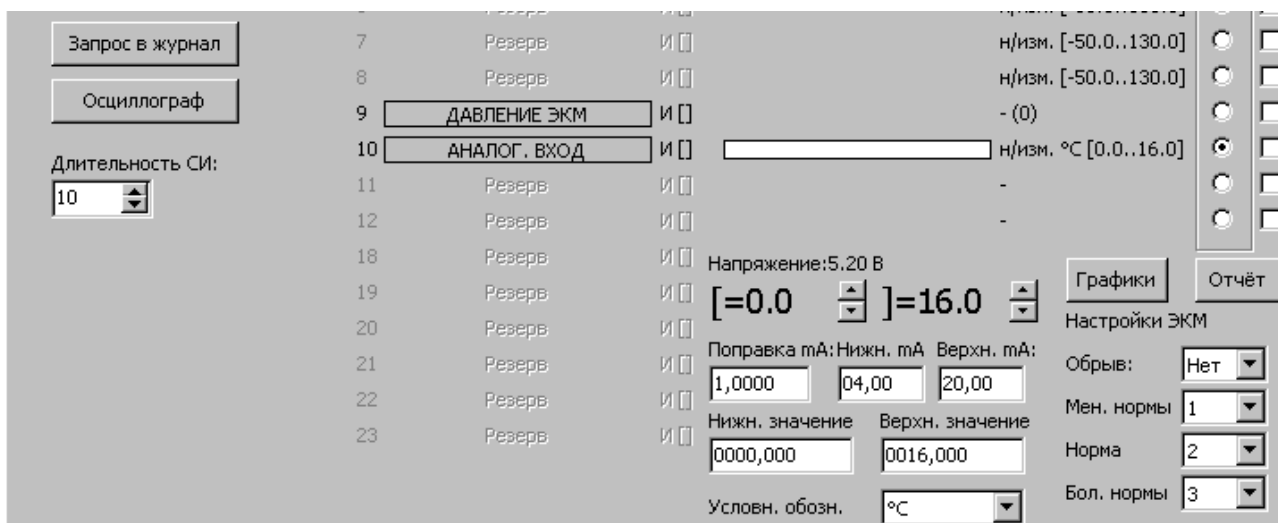 Запрос в журнал
Осциллограф
Длительность СИ:
10
7 Резерв И [] н/изм. [-50.0..130.0]
8 Резерв И [] н/изм. [-50.0..130.0]
9 ДАВЛЕНИЕ ЭКМ И [] - (0)
10 АНАЛОГ. ВХОД И [] н/изм. °C [0.0..16.0]
11 Резерв И [] -
12 Резерв И [] -
18 Резерв И []
19 Резерв И []
20 Резерв И []
21 Резерв И []
22 Резерв И []
23 Резерв И []
Напряжение:5.20 В
[=0.0 ]=16.0
Поправка mA: Нижн. mA Верхн. mA:
1,0000 04,00 20,00
Нижн. значение Верхн. значение
0000,000 0016,000
Условн. обозн. °C
Графики Отчёт
Настройки ЭКМ
Обрыв: Нет
Мен. нормы 1
Норма 2
Бол. нормы 3